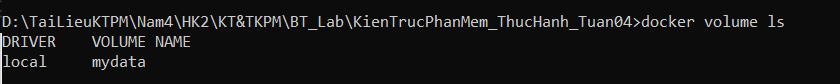 D:\TaiLieuKTPM\Nam4\HK2\KT&TKPM\BT_Lab\KienTrucPhanMem_ThucHanh_Tuan04>docker volume ls
DRIVER    VOLUME NAME
local     mydata